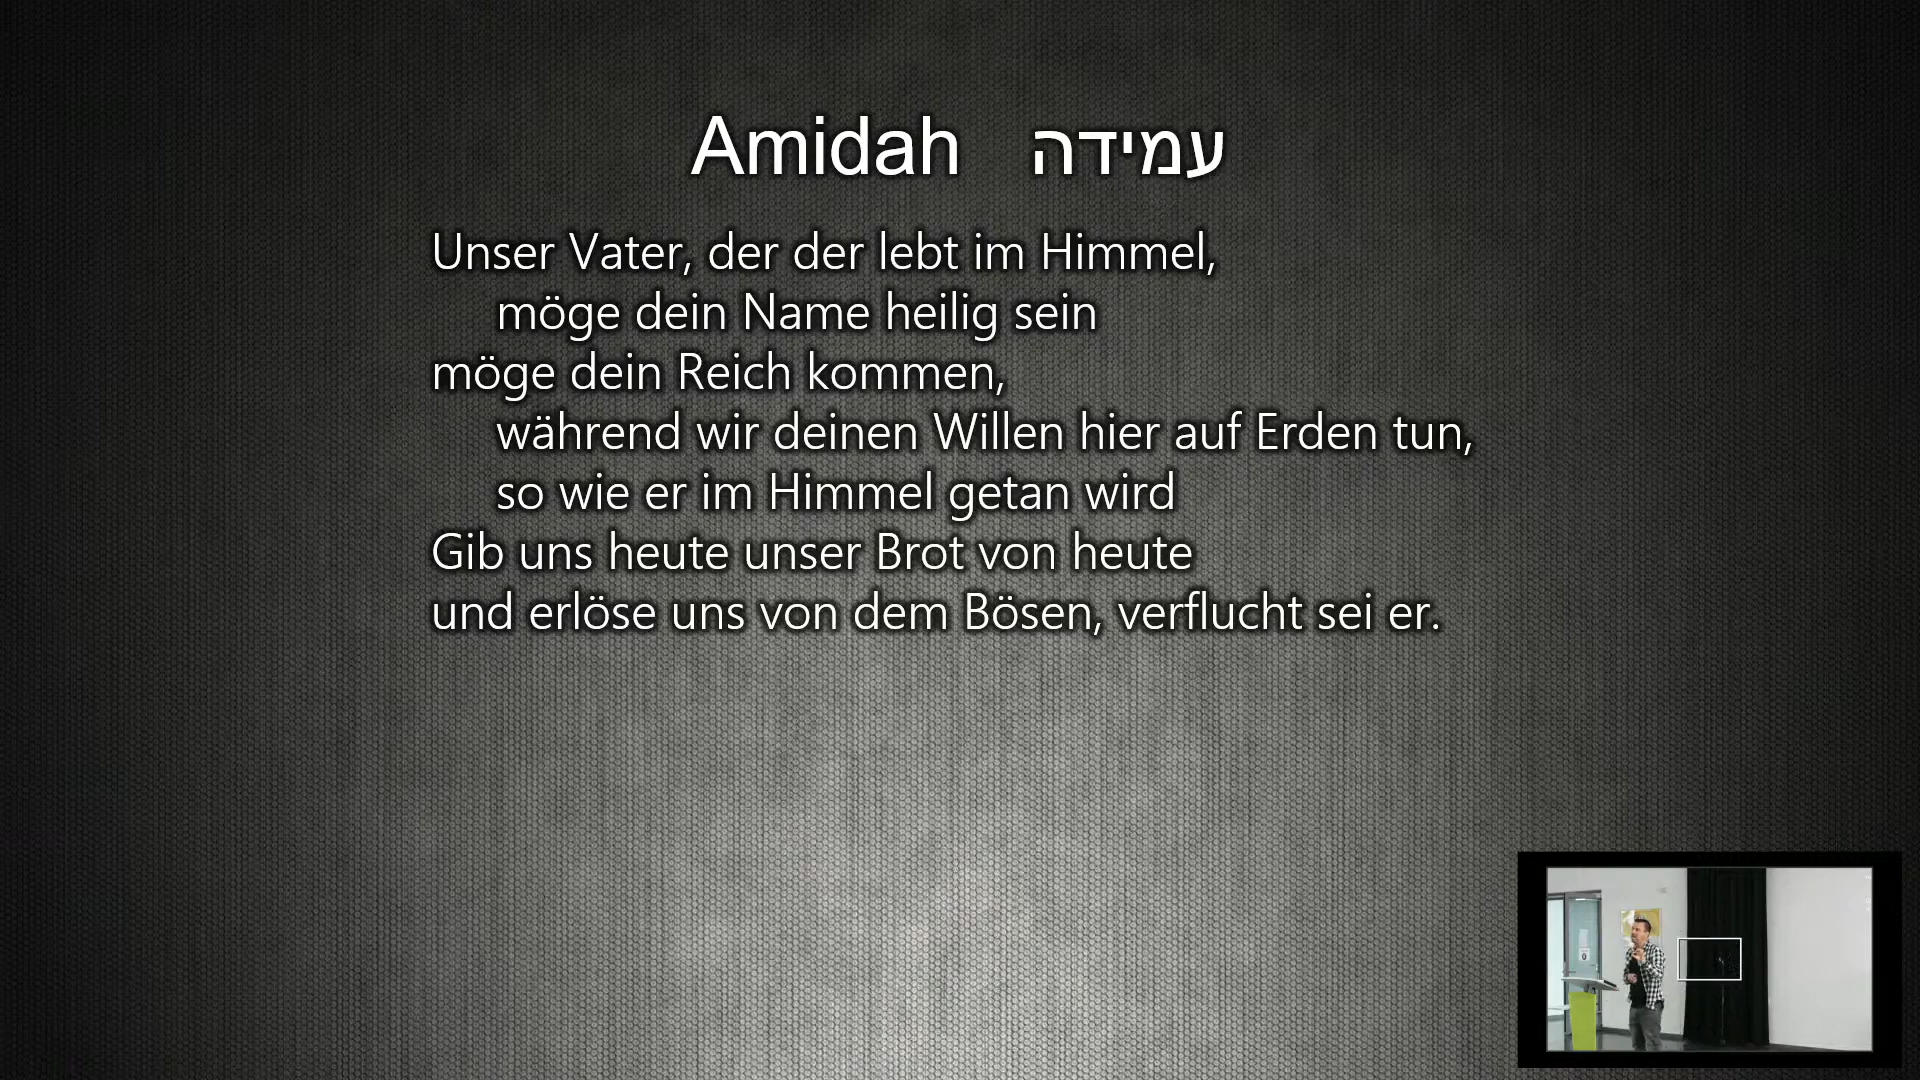 Amidah עמידה
Unser Vater, der der lebt im Himmel,
möge dein Name heilig sein
möge dein Reich kommen,
während wir deinen Willen hier auf Erden tun,
so wie er im Himmel getan wird
Gib uns heute unser Brot von heute
und erlöse uns von dem Bösen, verflucht sei er.